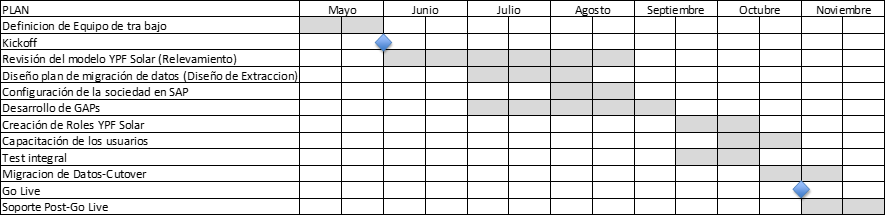 PLAN Mayo Junio Julio Agosto Septiembre Octubre Noviembre
Definicion de Equipo de tra bajo
Kickoff
Revisión del modelo YPF Solar (Relevamiento)
Diseño plan de migración de datos (Diseño de Extraccion)
Configuración de la sociedad en SAP
Desarrollo de GAPs
Creación de Roles YPF Solar
Capacitación de los usuarios
Test integral
Migracion de Datos-Cutover
Go Live
Soporte Post-Go Live